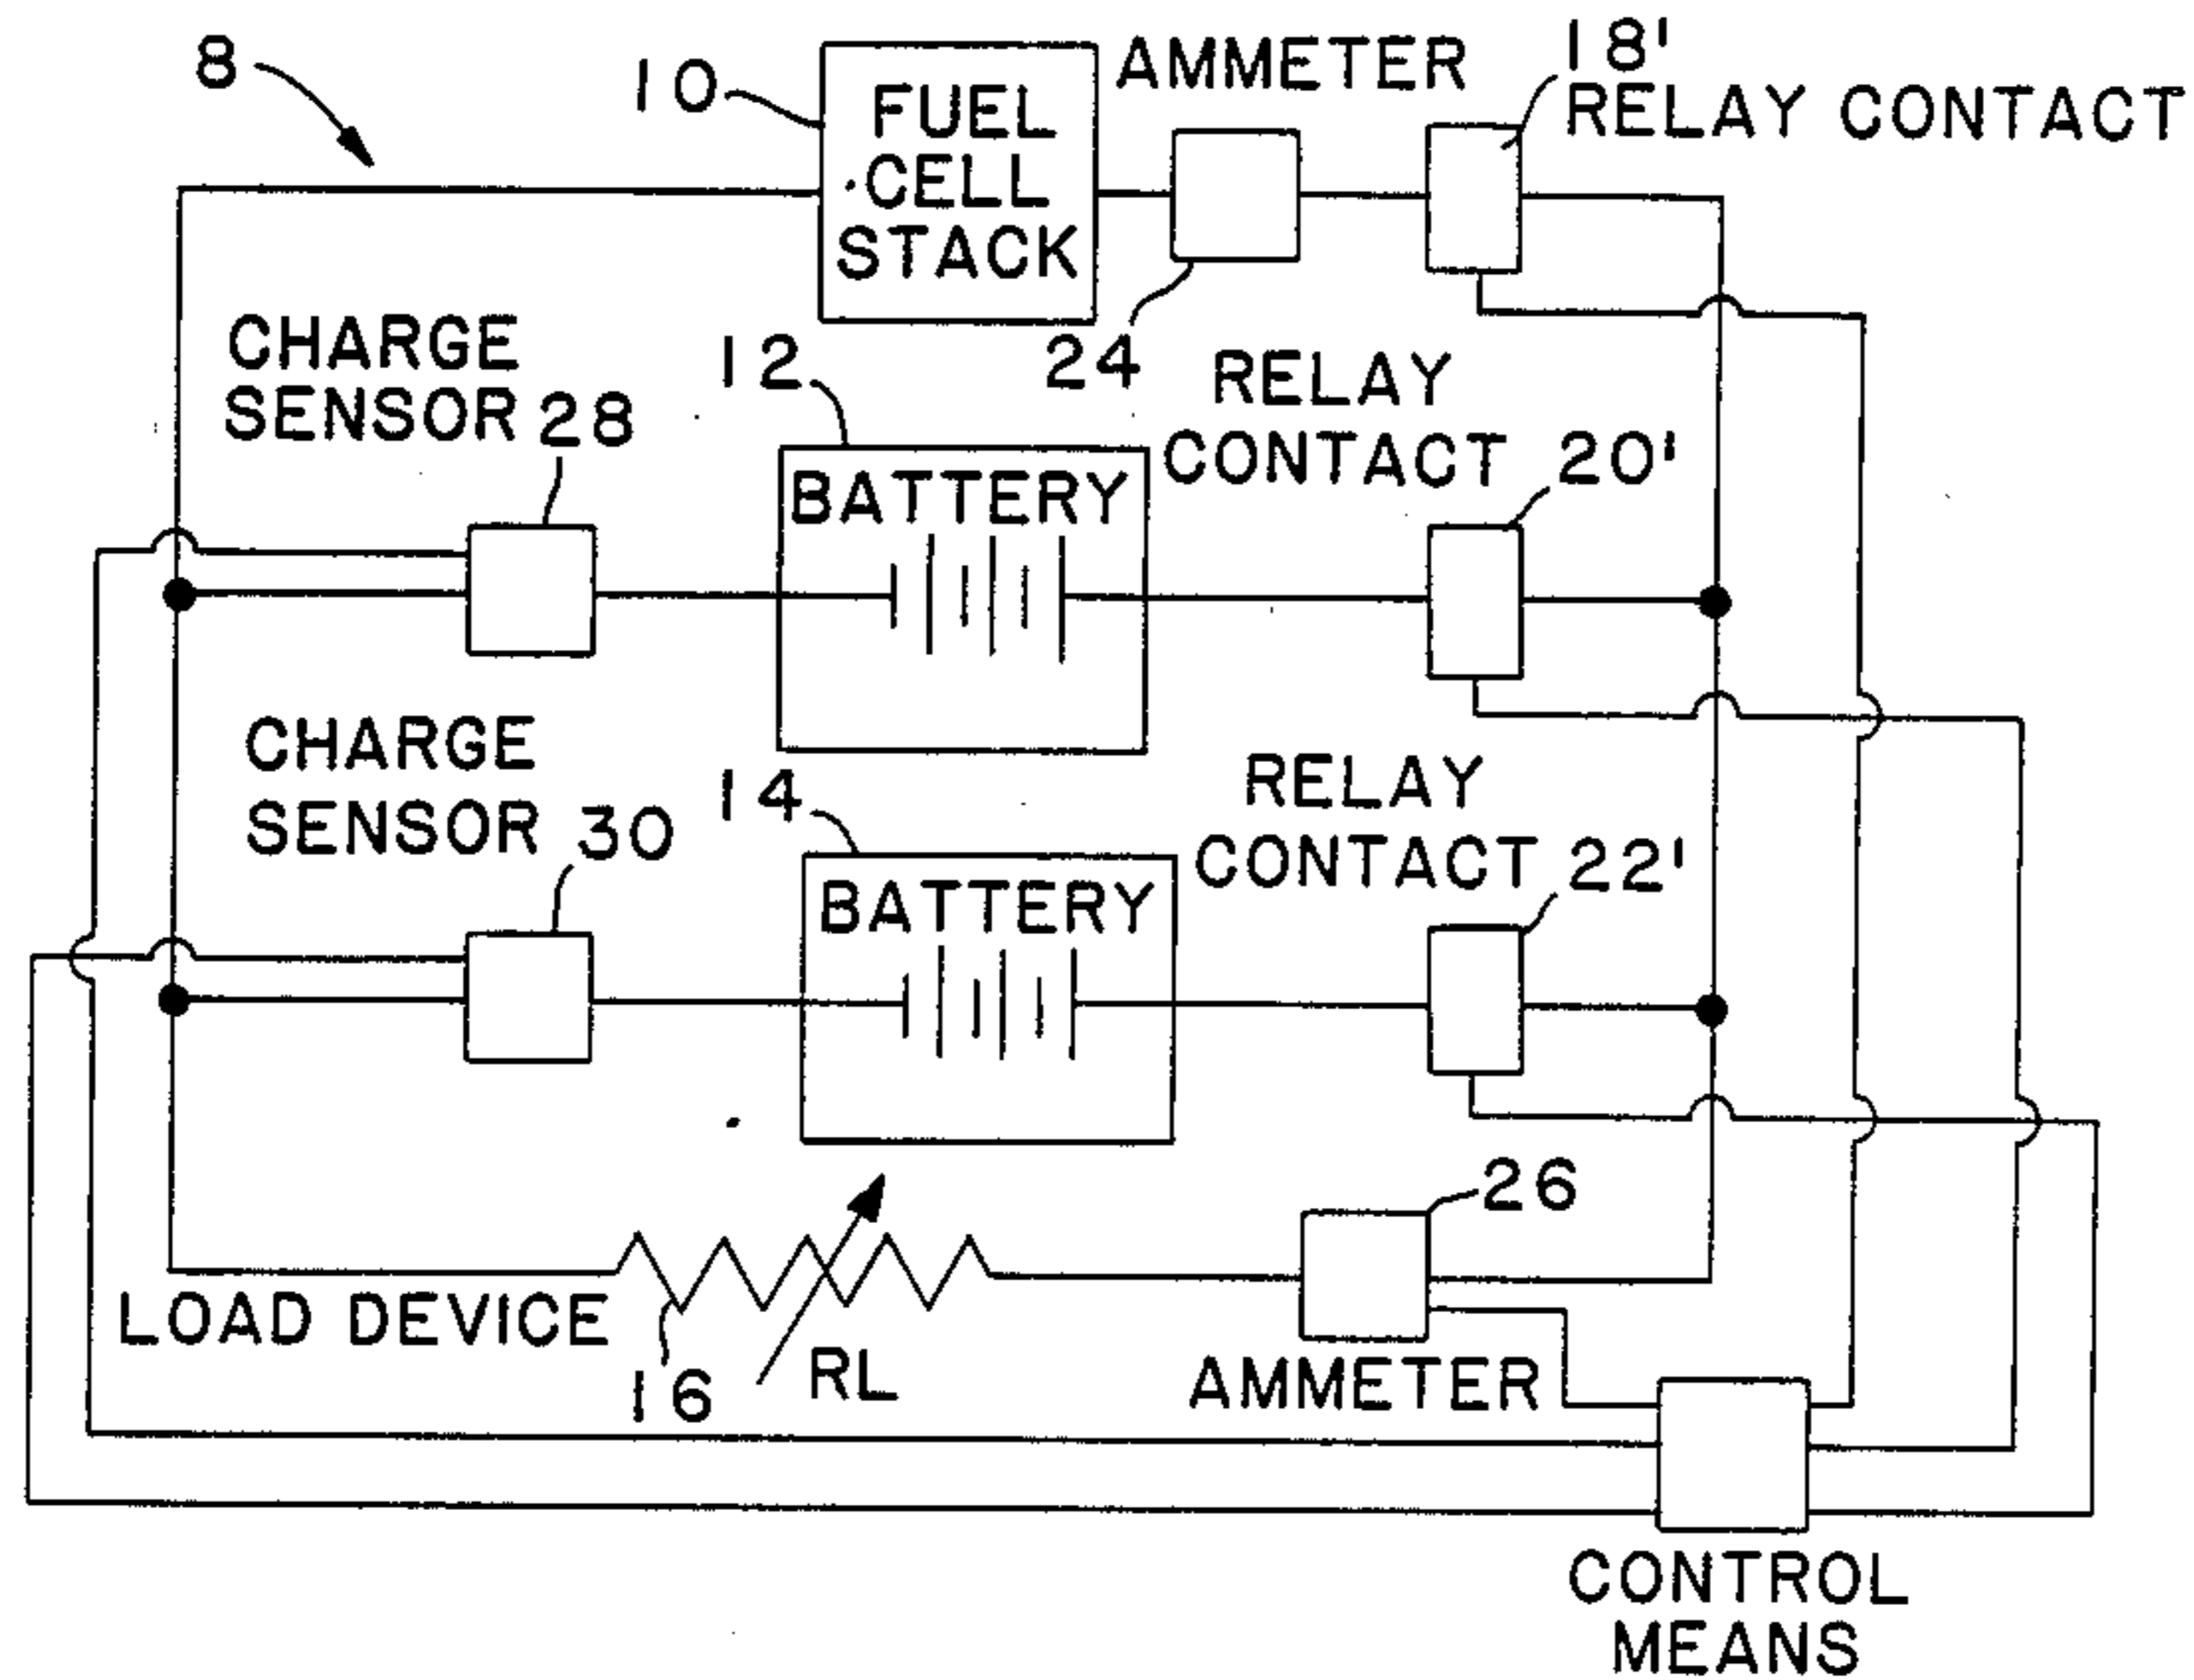 8
10
FUEL
CELL
STACK
AMMETER
18'
RELAY CONTACT
24
CHARGE
SENSOR 28
12
BATTERY
RELAY
CONTACT 20'
CHARGE
SENSOR 30
14
BATTERY
RELAY
CONTACT 22'
26
LOAD DEVICE
16
RL
AMMETER
CONTROL
MEANS